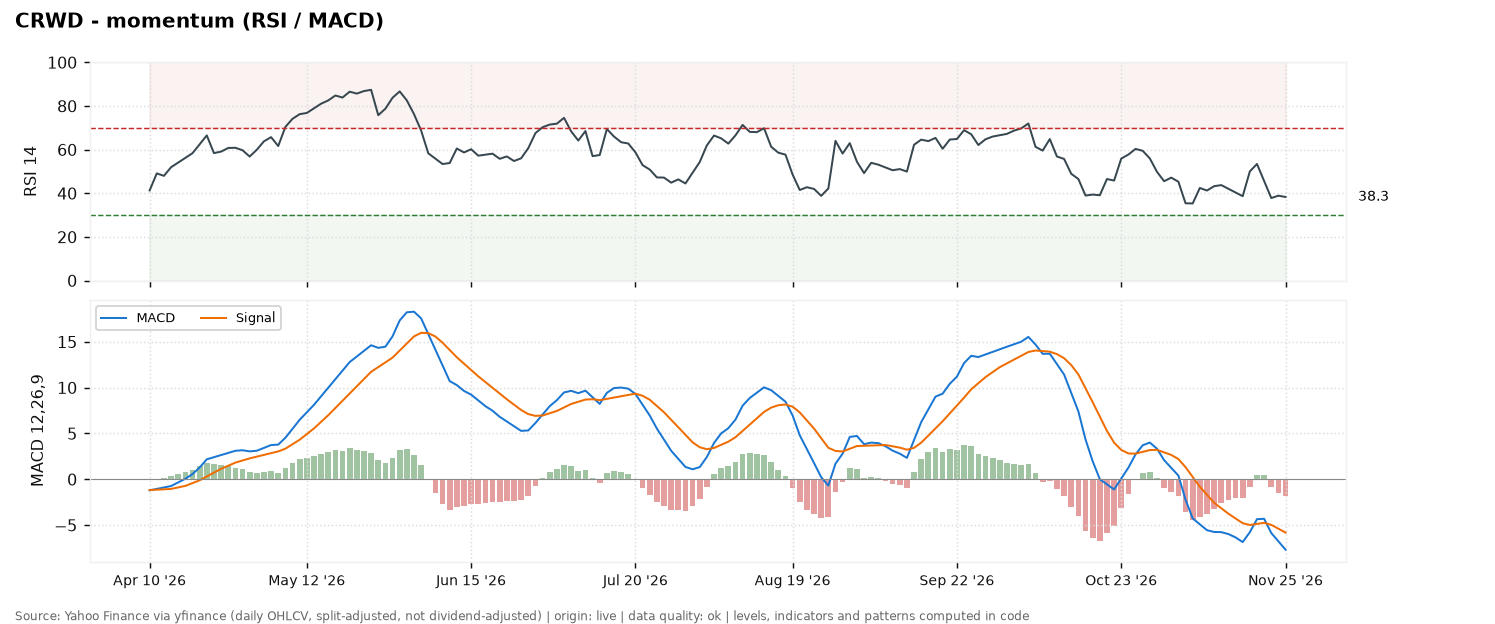 CRWD - momentum (RSI / MACD)
100
80
60
40
20
0
RSI 14
38.3
MACD
Signal
15
10
5
0
−5
MACD 12,26,9
Apr 10 '26
May 12 '26
Jun 15 '26
Jul 20 '26
Aug 19 '26
Sep 22 '26
Oct 23 '26
Nov 25 '26
Source: Yahoo Finance via yfinance (daily OHLCV, split-adjusted, not dividend-adjusted) | origin: live | data quality: ok | levels, indicators and patterns computed in code